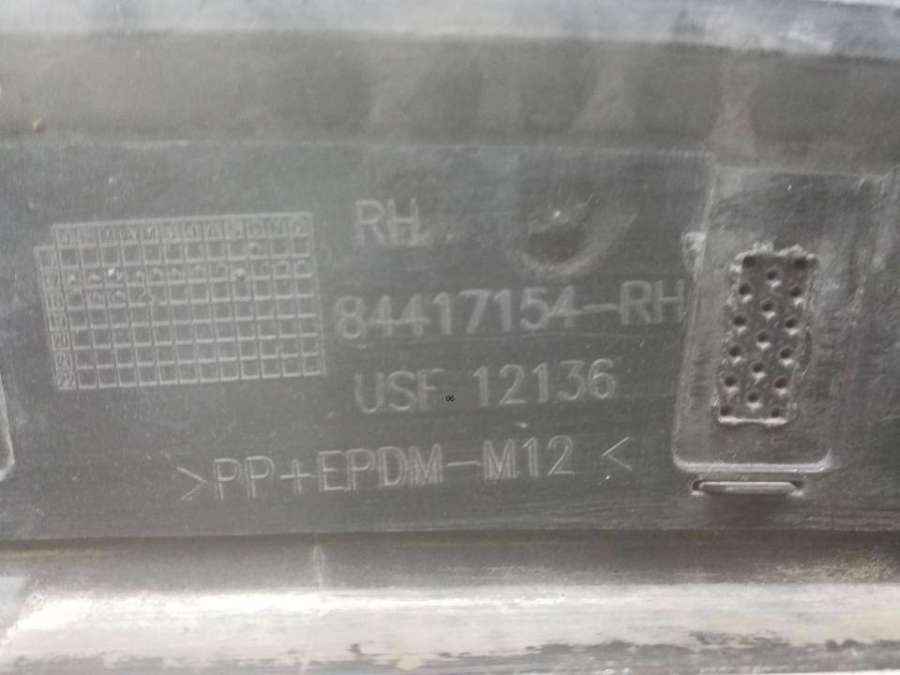 RH
84417154-RH
USF 12136
>PP+EPDM-M12 <